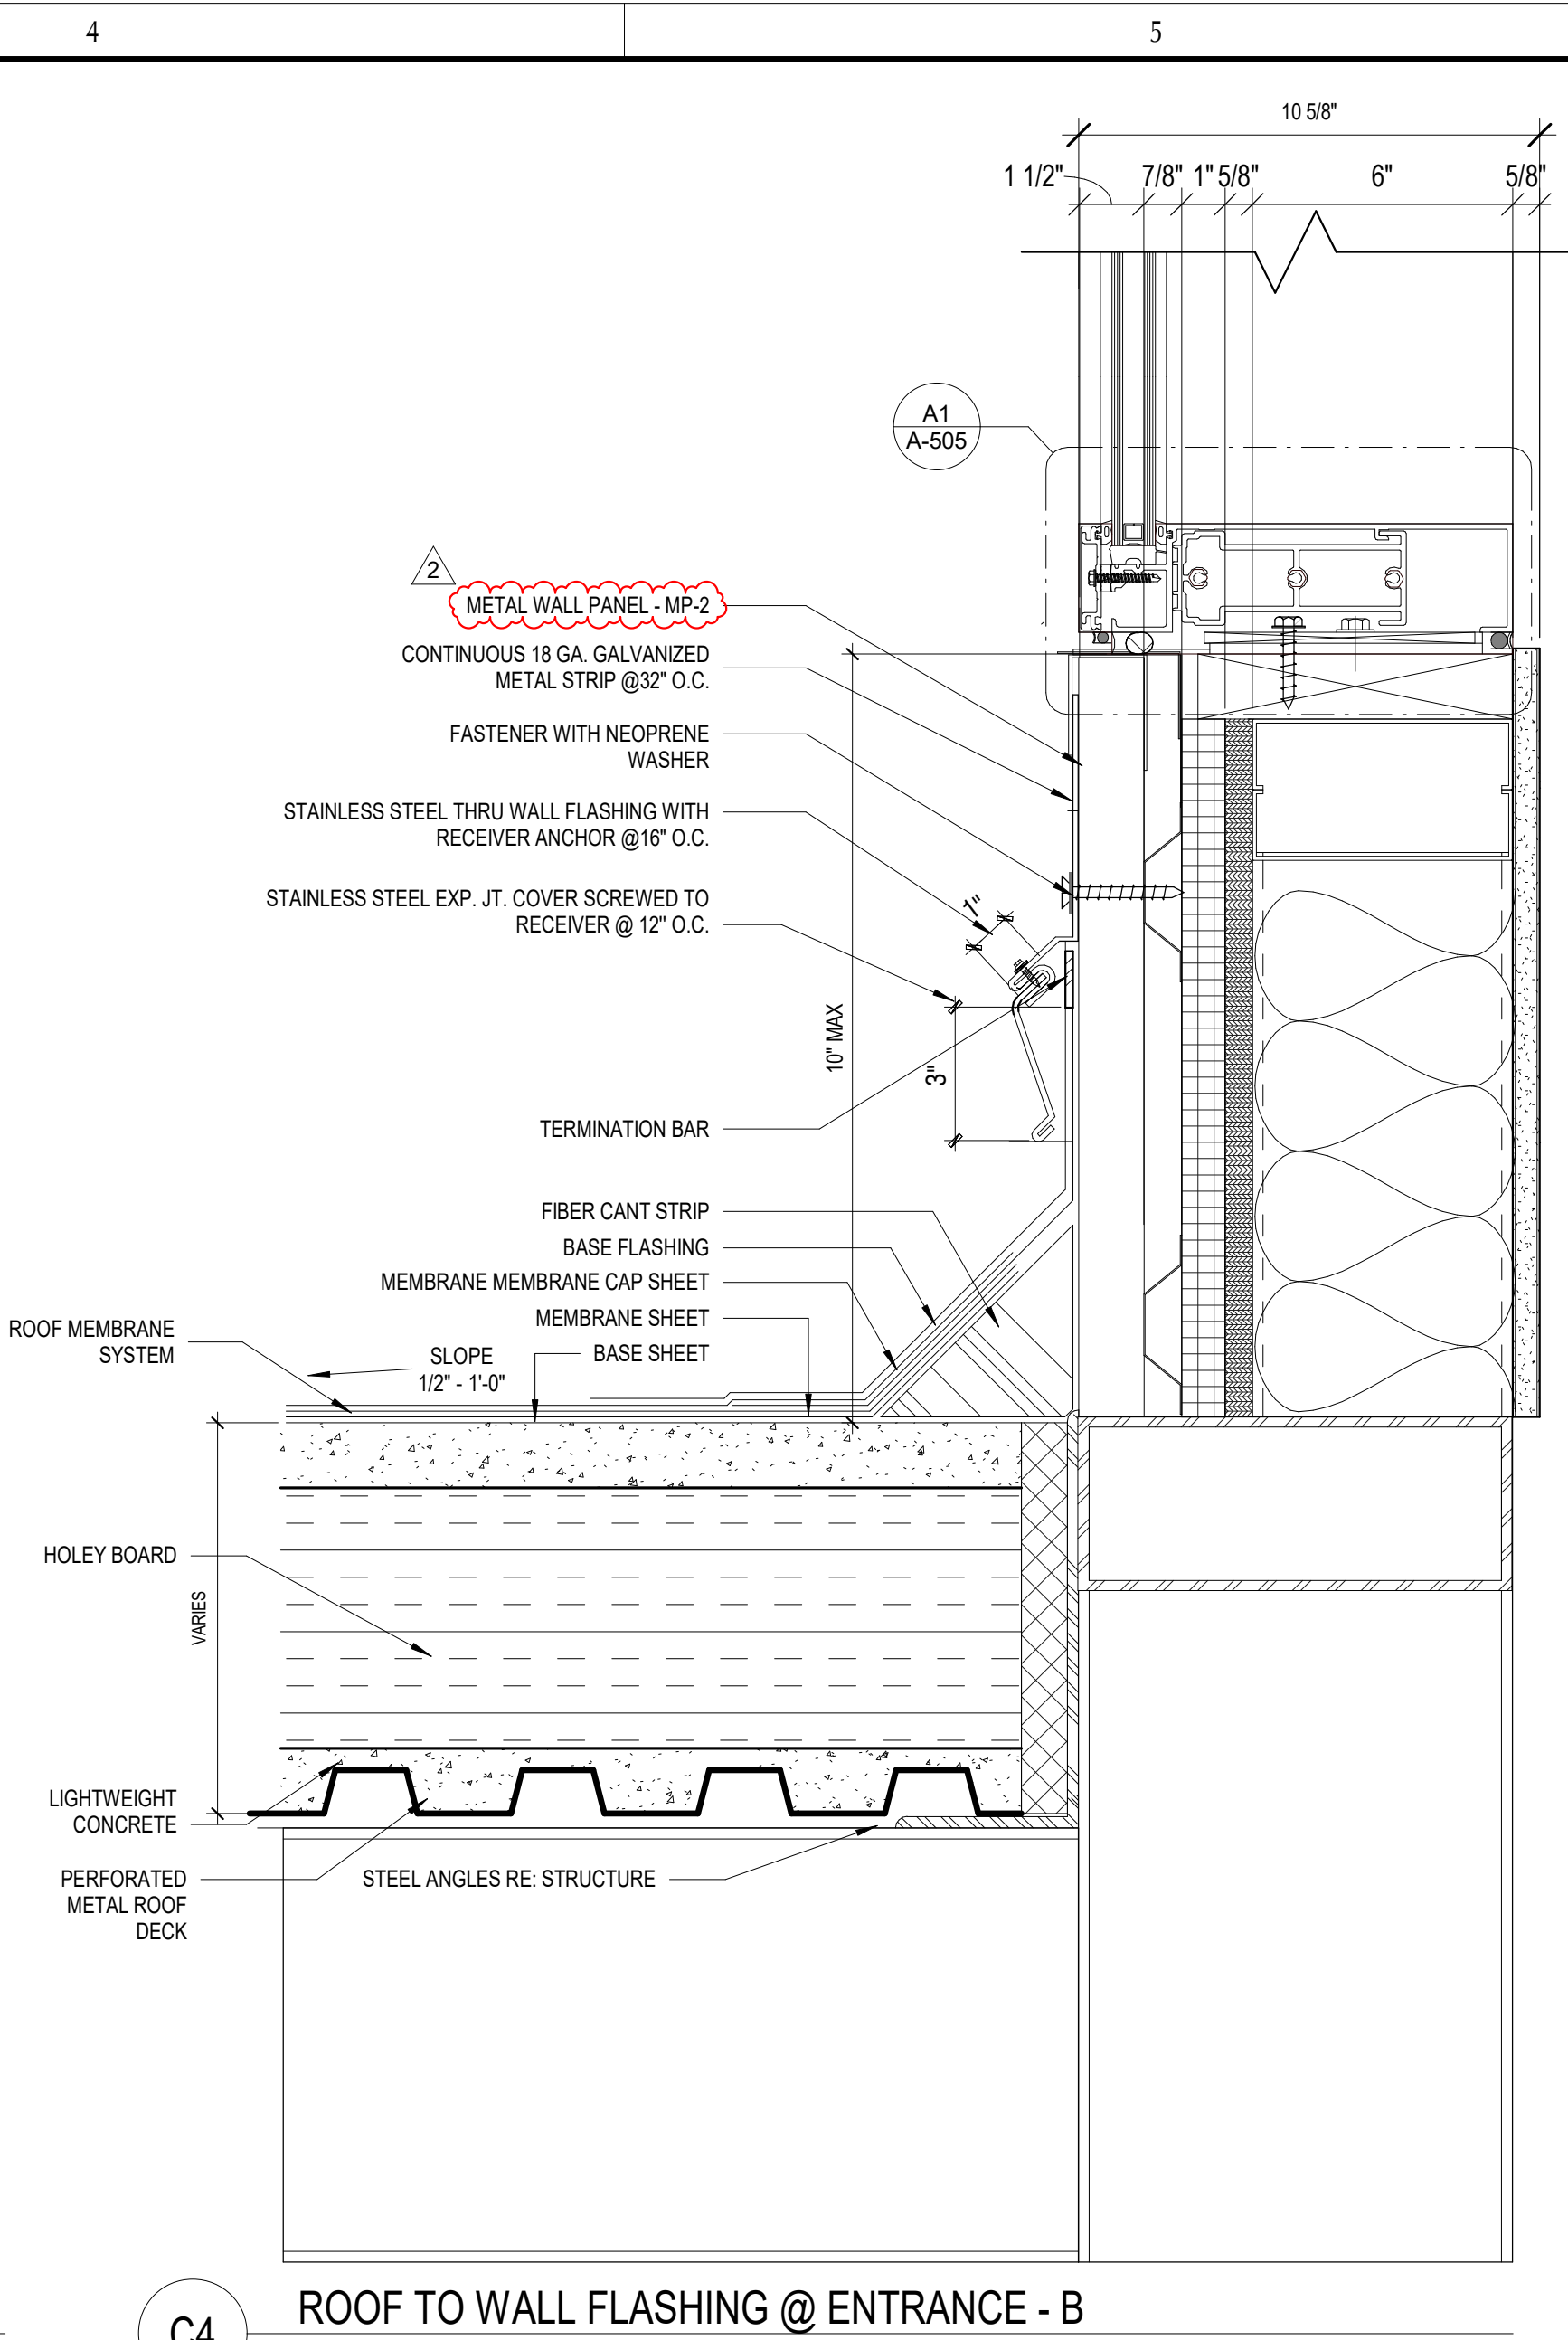 4
5
10 5/8"
1 1/2"
7/8"
1"
5/8"
6"
5/8"
A1
A-505
2
METAL WALL PANEL - MP-2
CONTINUOUS 18 GA. GALVANIZED
METAL STRIP @32" O.C.
FASTENER WITH NEOPRENE
WASHER
STAINLESS STEEL THRU WALL FLASHING WITH
RECEIVER ANCHOR @16" O.C.
STAINLESS STEEL EXP. JT. COVER SCREWED TO
RECEIVER @ 12" O.C.
1"
10" MAX
3"
TERMINATION BAR
FIBER CANT STRIP
BASE FLASHING
MEMBRANE MEMBRANE CAP SHEET
MEMBRANE SHEET
BASE SHEET
ROOF MEMBRANE
SYSTEM
SLOPE
1/2" - 1'-0"
HOLEY BOARD
VARIES
LIGHTWEIGHT
CONCRETE
PERFORATED
METAL ROOF
DECK
STEEL ANGLES RE: STRUCTURE
ROOF TO WALL FLASHING @ ENTRANCE - B
C4